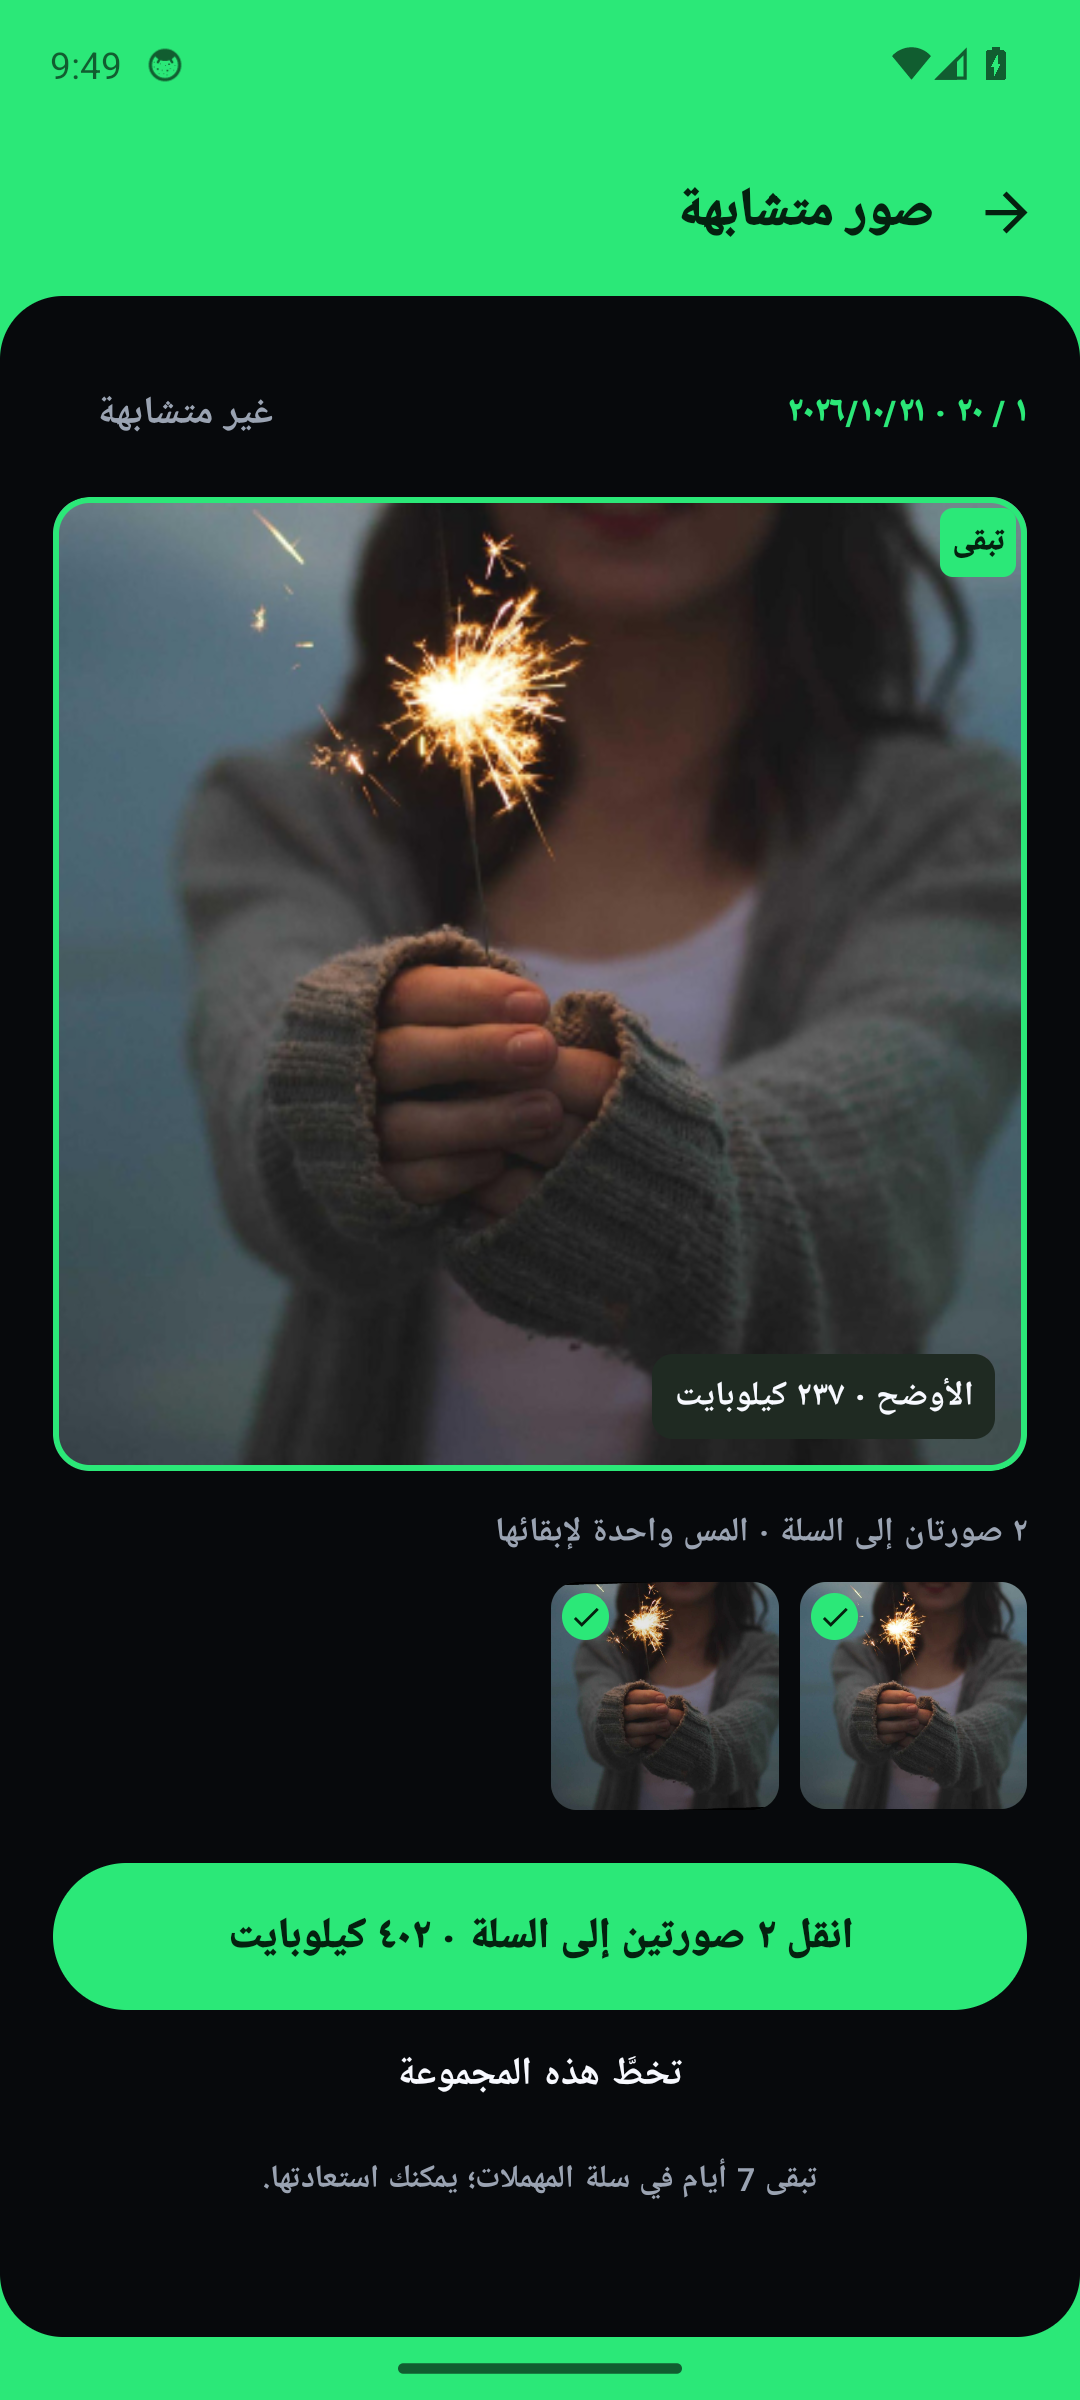 9:49
صور متشابهة
١ / ٢٠ · ٢٠٢٦/١٠/٢١
غير متشابهة
تبقى
الأوضح · ٢٣٧ كيلوبايت
٢ صورتان إلى السلة · المس واحدة لإبقائها
انقل ٢ صورتين إلى السلة · ٤٠٢ كيلوبايت
تخطَّ هذه المجموعة
تبقى 7 أيام في سلة المهملات؛ يمكنك استعادتها.